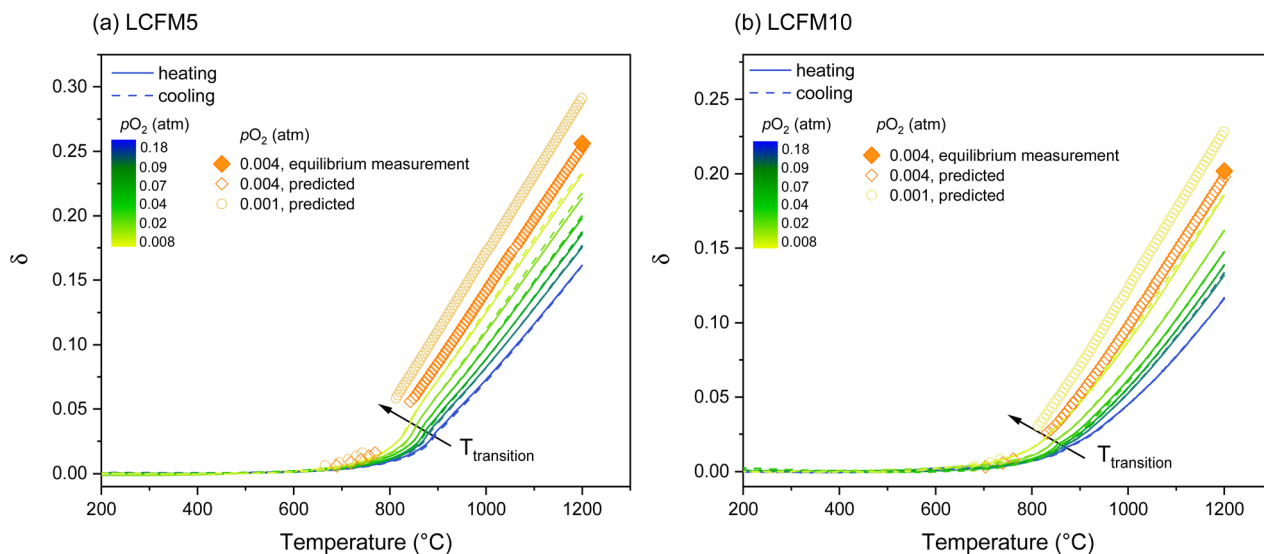 (a) LCFM5
heating
cooling
pO₂ (atm)
0.18
0.09
0.07
0.04
0.02
0.008
pO₂ (atm)
0.004, equilibrium measurement
0.004, predicted
0.001, predicted
Ttransition
0.30
0.25
0.20
0.15
0.10
0.05
0.00
δ
200
400
600
800
1000
1200
Temperature (°C)
(b) LCFM10
heating
cooling
pO₂ (atm)
0.18
0.09
0.07
0.04
0.02
0.008
pO₂ (atm)
0.004, equilibrium measurement
0.004, predicted
0.001, predicted
Ttransition
0.25
0.20
0.15
0.10
0.05
0.00
δ
200
400
600
800
1000
1200
Temperature (°C)